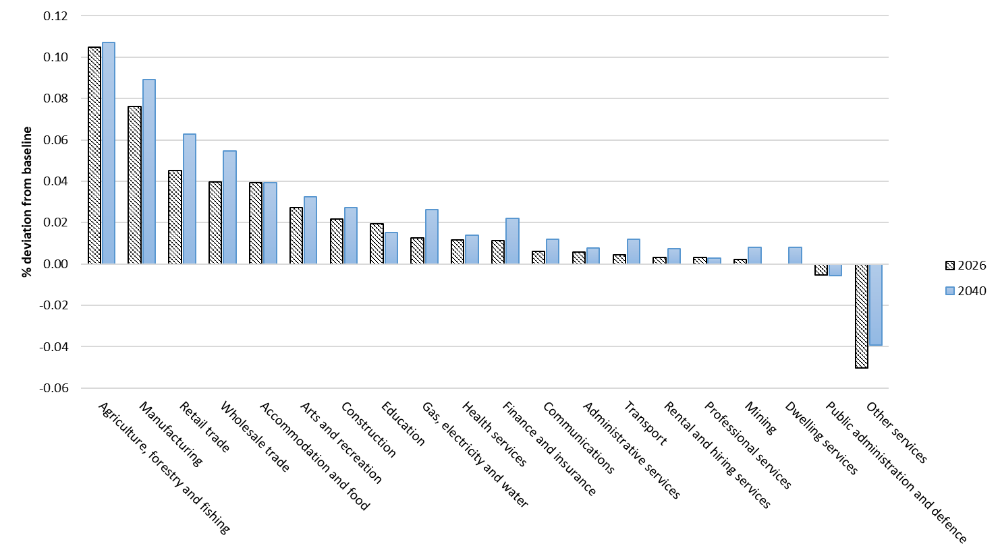 0.12
0.10
0.08
0.06
0.04
0.02
0.00
-0.02
-0.04
-0.06
% deviation from baseline
Agriculture, forestry and fishing
Manufacturing
Retail trade
Wholesale trade
Accommodation and food
Arts and recreation
Construction
Education
Gas, electricity and water
Health services
Finance and insurance
Communications
Administrative services
Transport
Rental and hiring services
Professional services
Mining
Dwelling services
Public administration and defence
Other services
2026
2040